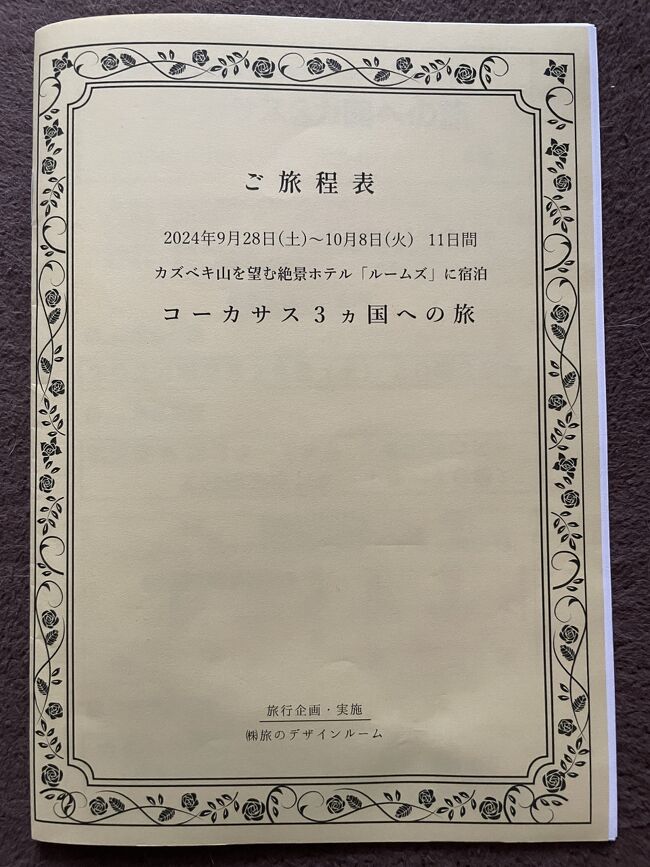 ご旅程表
2024年9月28日(土)～10月8日(火) 11日間
カズベキ山を望む絶景ホテル「ルームズ」に宿泊
コーカサス3ヵ国への旅
旅行企画・実施
㈱旅のデザインルーム